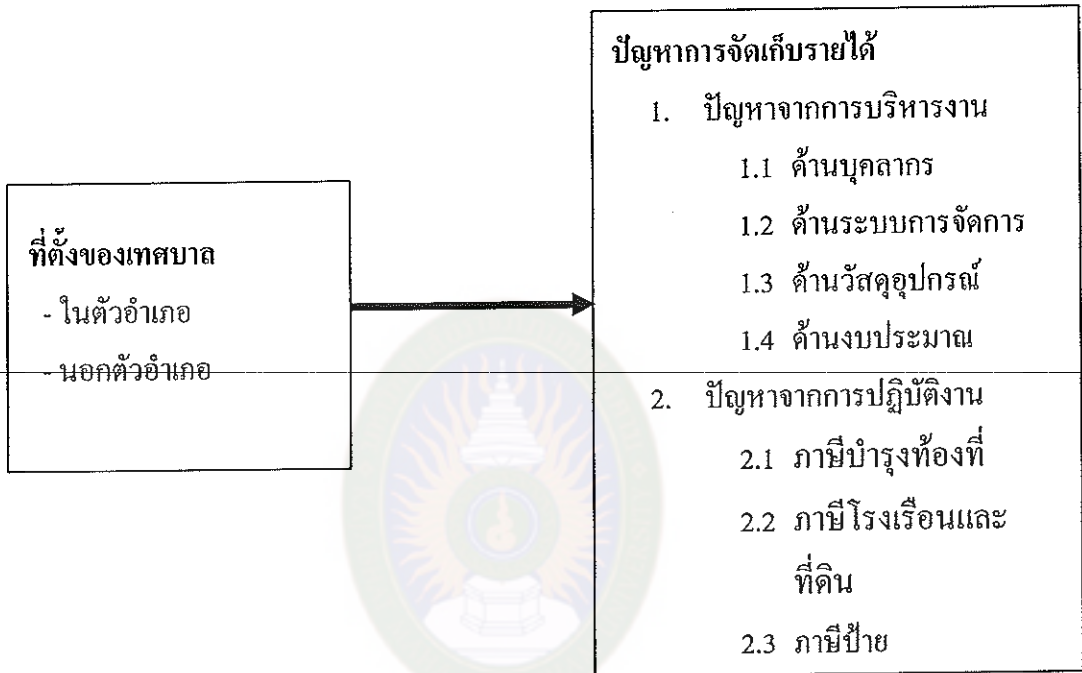 ที่ตั้งของเทศบาล
- ในตัวอำเภอ
- นอกตัวอำเภอ
ปัญหาการจัดเก็บรายได้
1. ปัญหาจากการบริหารงาน
1.1 ด้านบุคลากร
1.2 ด้านระบบการจัดการ
1.3 ด้านวัสดุอุปกรณ์
1.4 ด้านงบประมาณ
2. ปัญหาจากการปฏิบัติงาน
2.1 ภาษีบำรุงท้องที่
2.2 ภาษีโรงเรือนและ
ที่ดิน
2.3 ภาษีป้าย